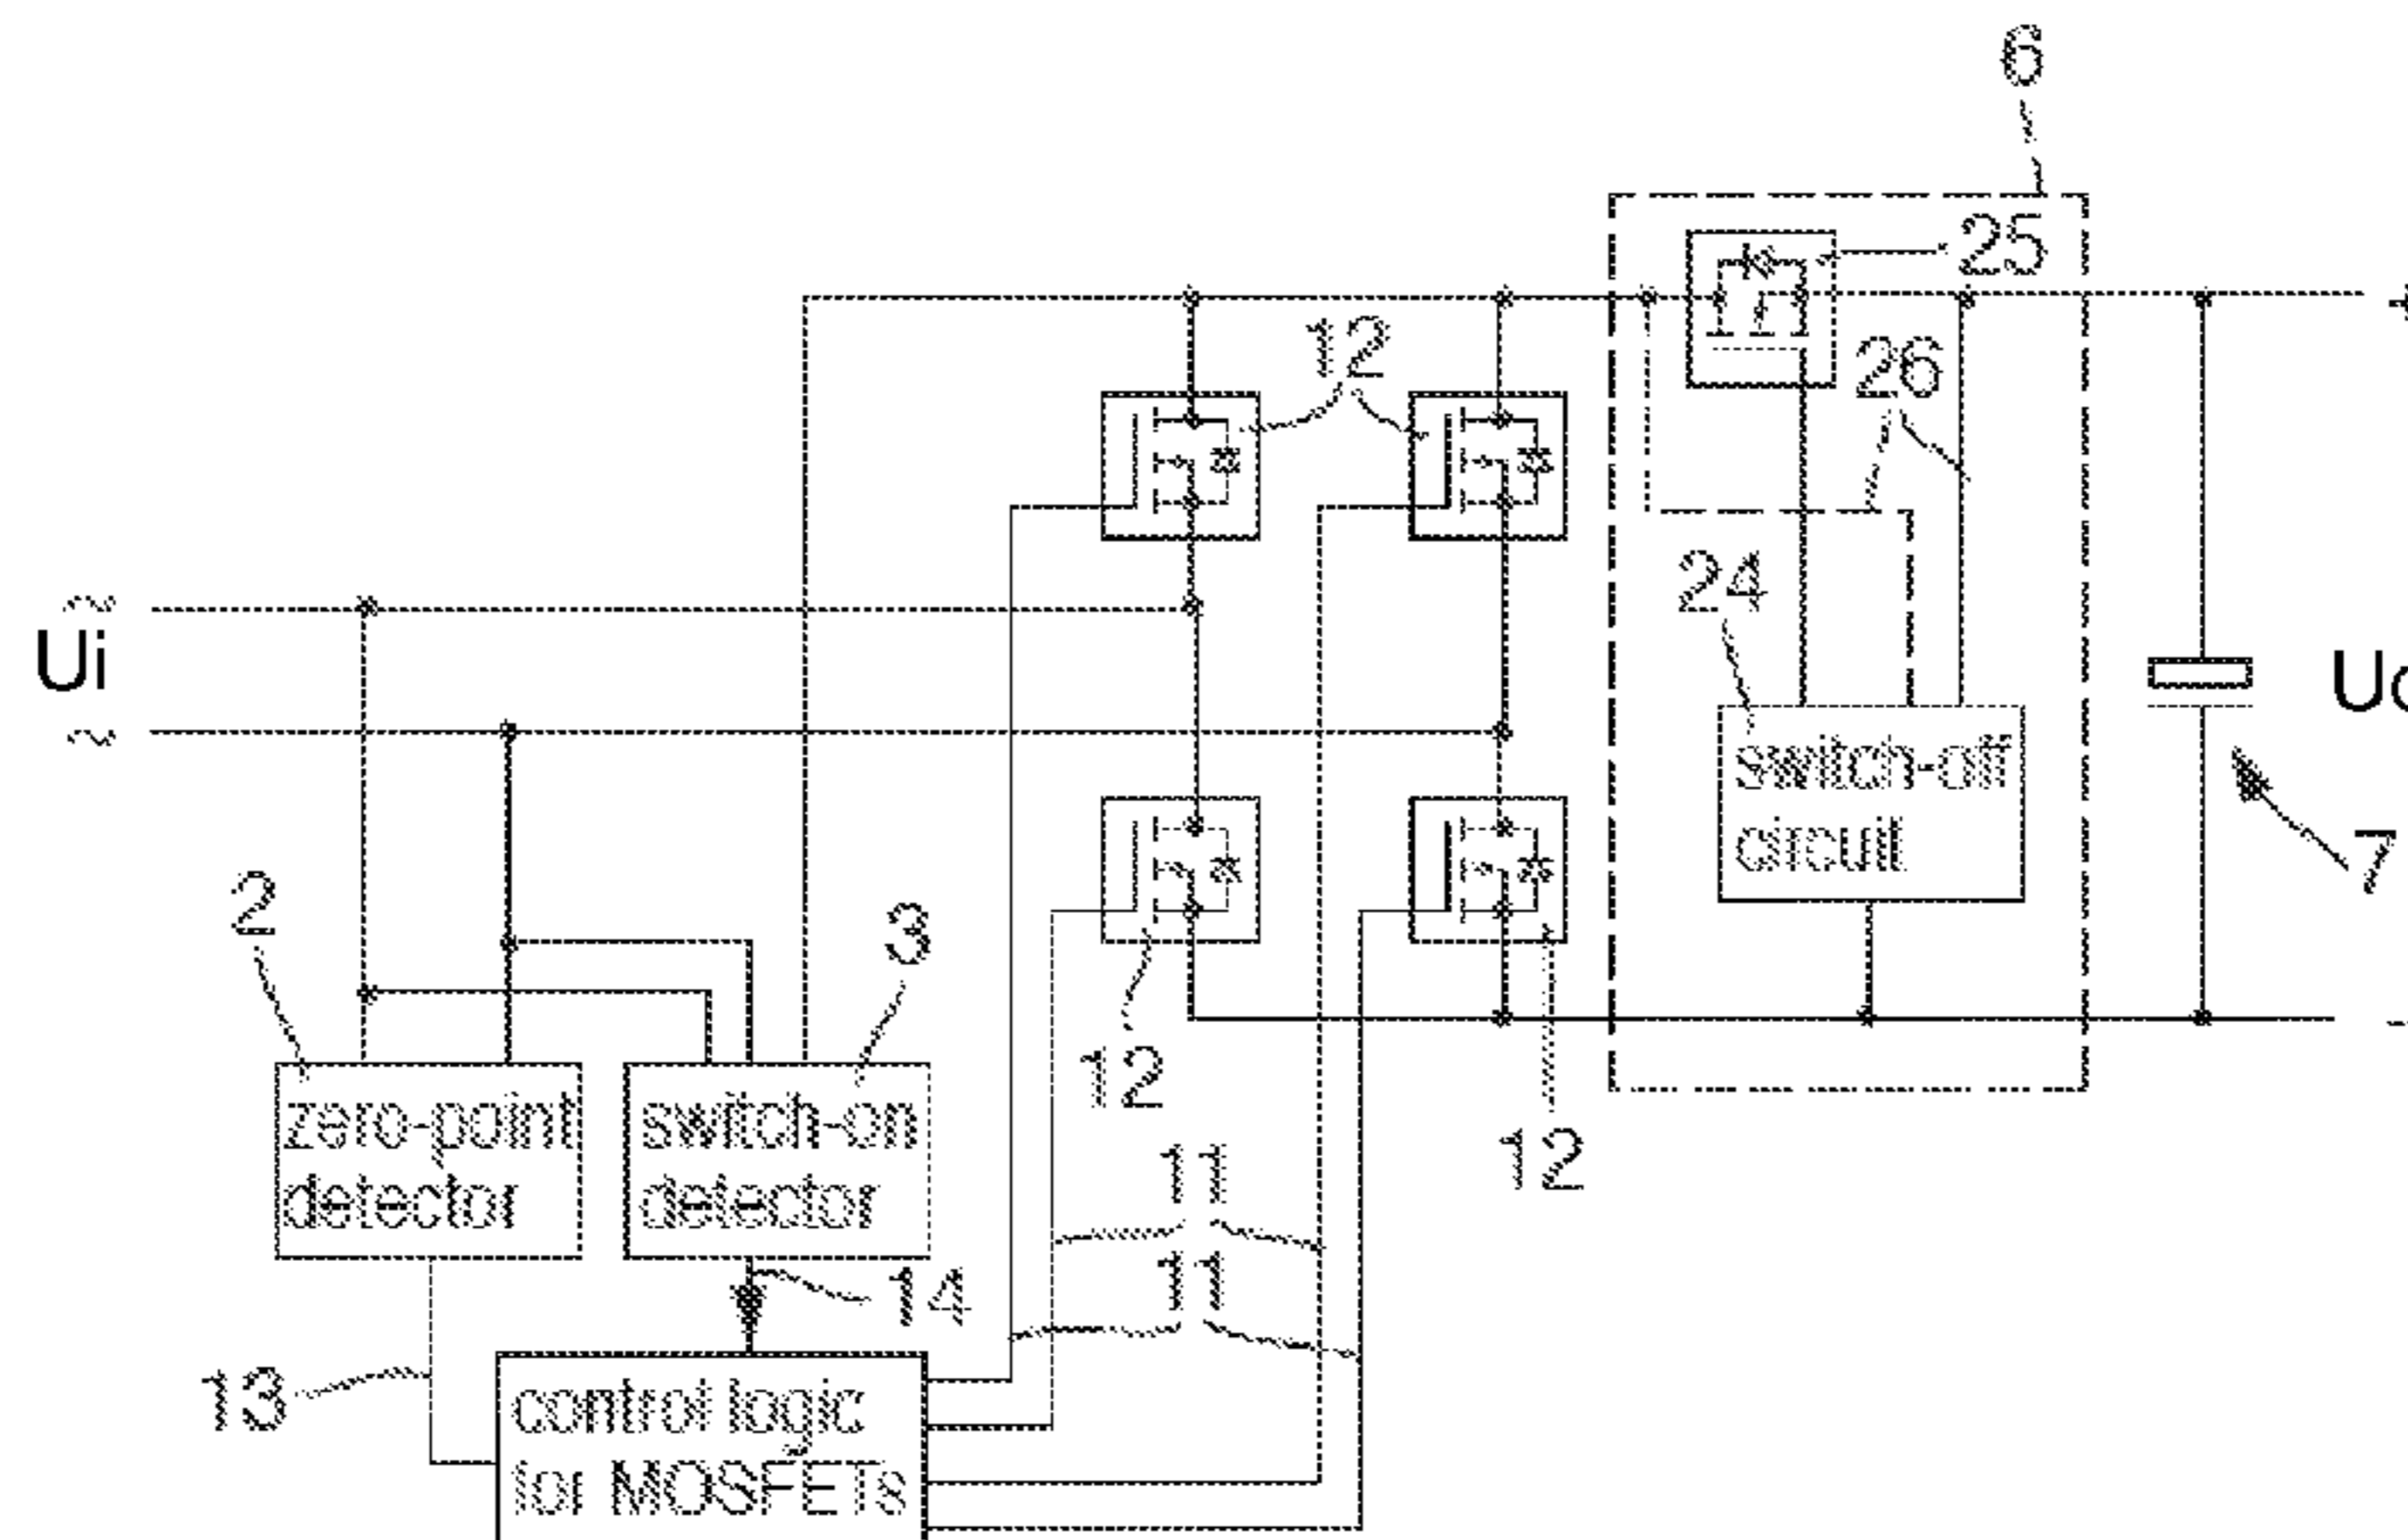 6
25
12
26
24
~
Ui
~
switch-off
circuit
7
2
3
12
zero-point
detector
switch-on
detector
12
11
11
14
13
control logic
for MOSFETs
-